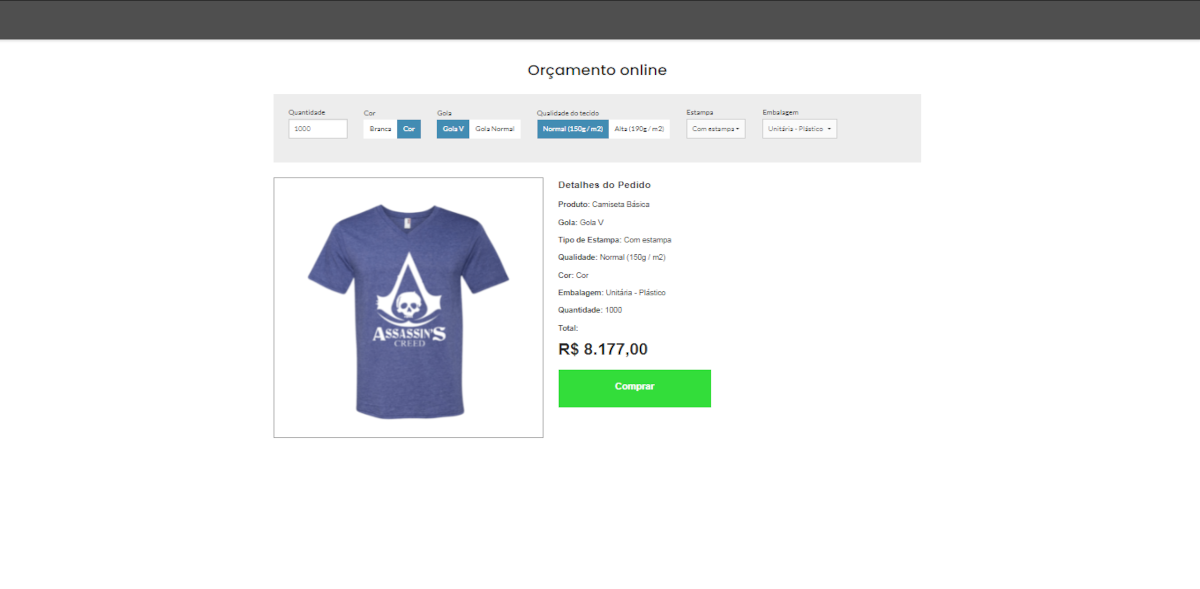 Orçamento online
Quantidade Cor Gola Qualidade do tecido Estampa Embalagem
1000 Branca Cor Gola V Gola Normal Normal (150g / m2) Alta (190g / m2) Com estampa Unitária - Plástico
Detalhes do Pedido
Produto: Camiseta Básica
Gola: Gola V
Tipo de Estampa: Com estampa
Qualidade: Normal (150g / m2)
Cor: Cor
Embalagem: Unitária - Plástico
Quantidade: 1000
Total:
R$ 8.177,00
Comprar
ASSASSIN'S
CREED